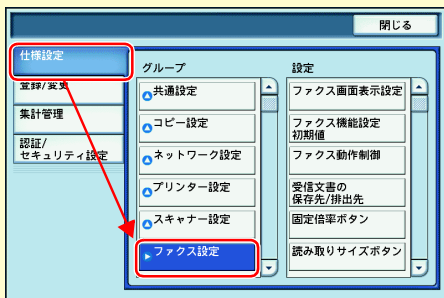 閉じる
仕様設定
登録/変更
集計管理
認証/
セキュリティ設定
グループ
共通設定
コピー設定
ネットワーク設定
プリンター設定
スキャナー設定
ファクス設定
設定
ファクス画面表示設定
ファクス機能設定
初期値
ファクス動作制御
受信文書の
保存先/排出先
固定倍率ボタン
読み取りサイズボタン